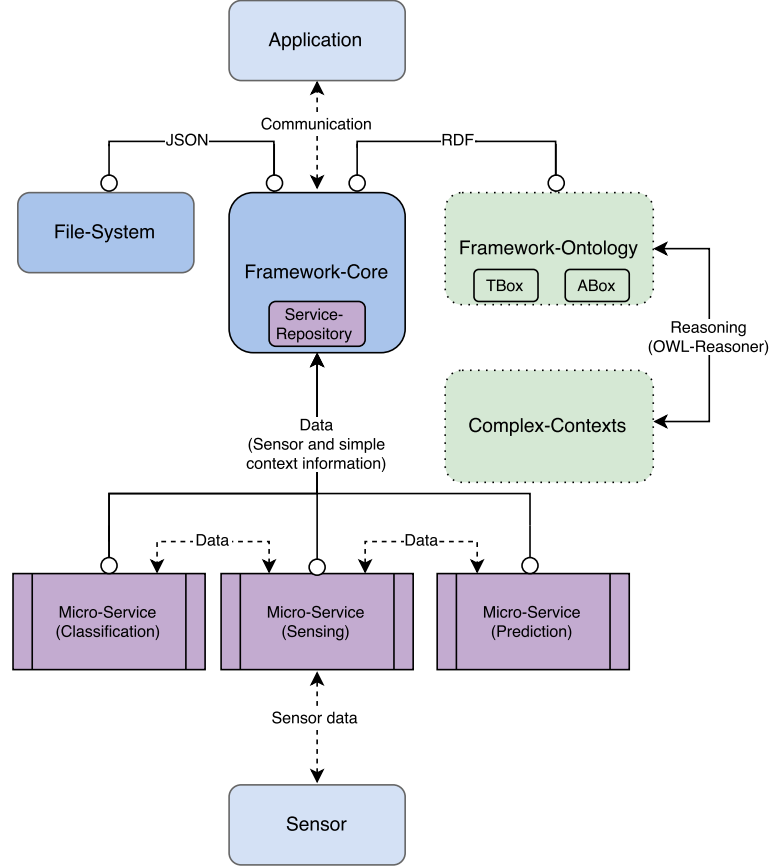 Application
Communication
JSON
RDF
File-System
Framework-Core
Service-
Repository
Framework-Ontology
TBox
ABox
Reasoning
(OWL-Reasoner)
Complex-Contexts
Data
(Sensor and simple
context information)
Data
Data
Micro-Service
(Classification)
Micro-Service
(Sensing)
Micro-Service
(Prediction)
Sensor data
Sensor